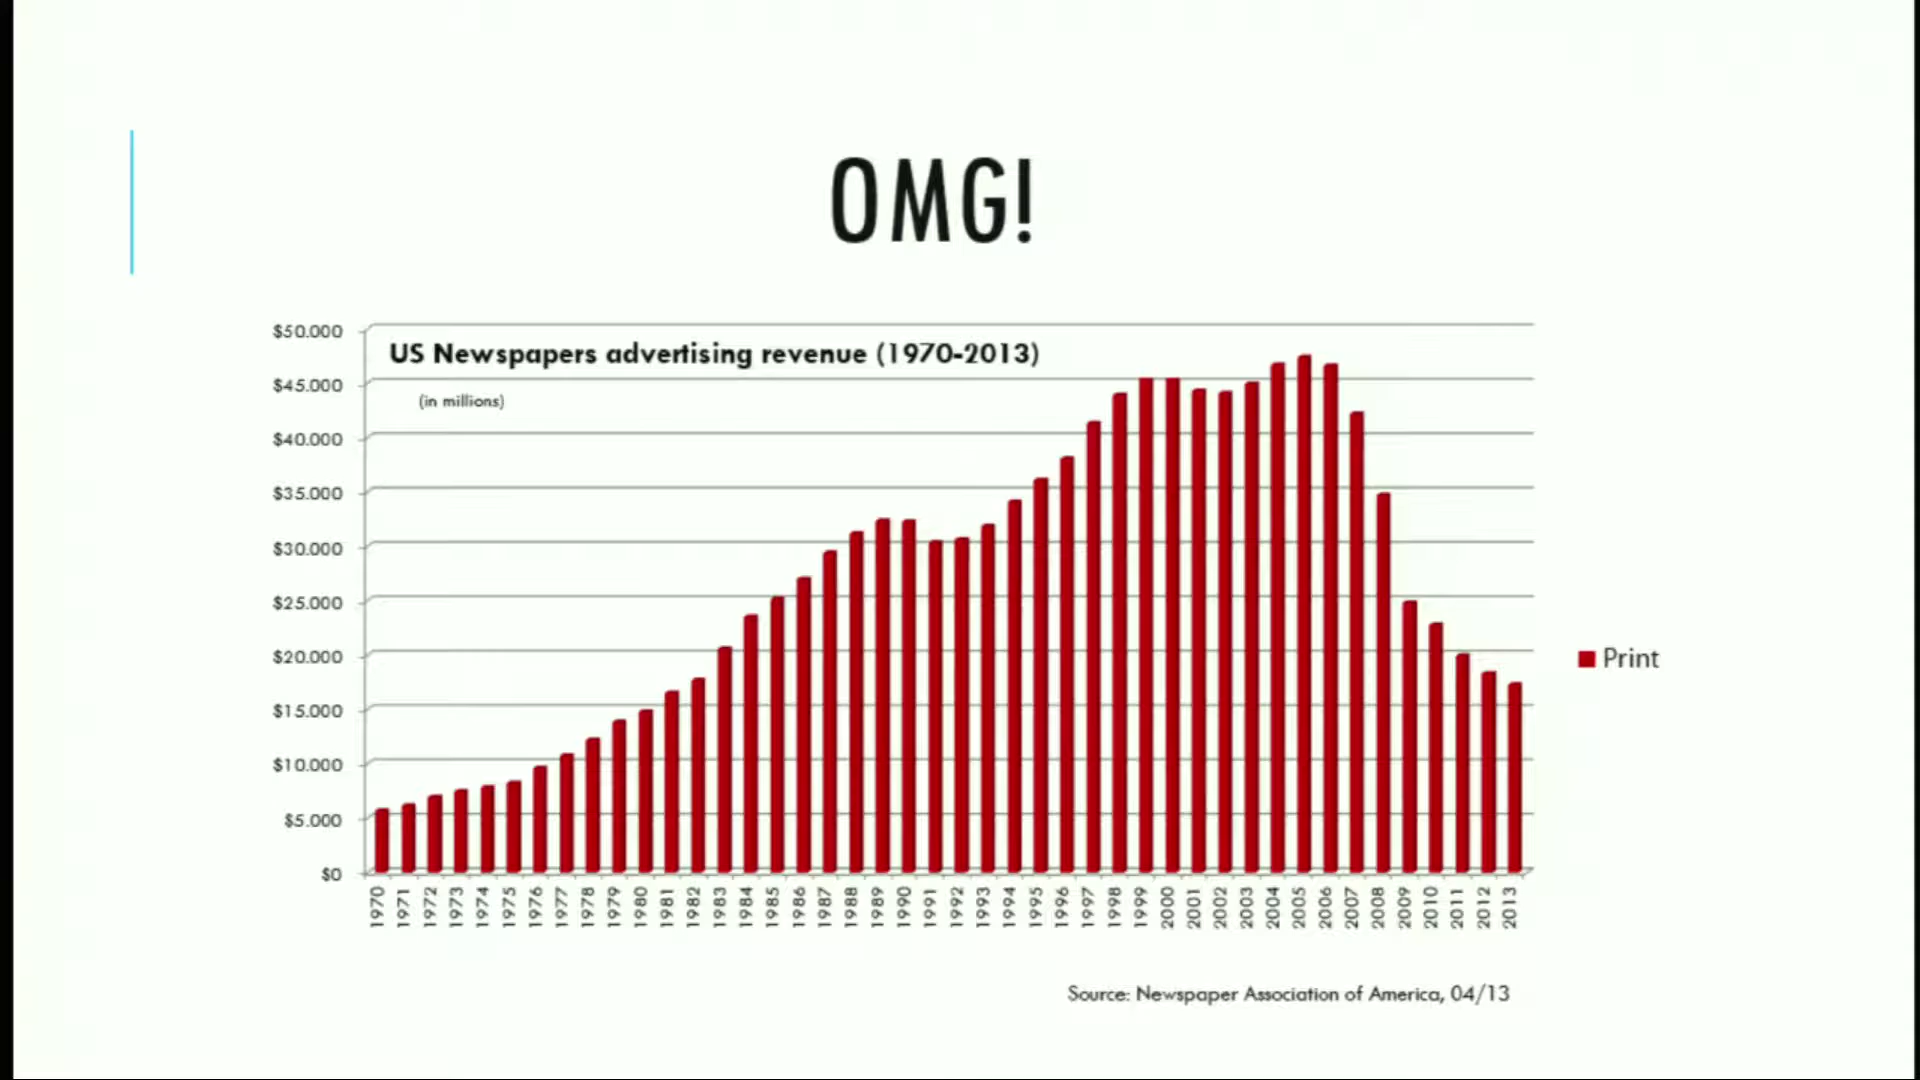 OMG!
US Newspapers advertising revenue (1970-2013)
(in millions)
$50.000
$45.000
$40.000
$35.000
$30.000
$25.000
$20.000
$15.000
$10.000
$5.000
$0
1970 1971 1972 1973 1974 1975 1976 1977 1978 1979 1980 1981 1982 1983 1984 1985 1986 1987 1988 1989 1990 1991 1992 1993 1994 1995 1996 1997 1998 1999 2000 2001 2002 2003 2004 2005 2006 2007 2008 2009 2010 2011 2012 2013
Print
Source: Newspaper Association of America, 04/13